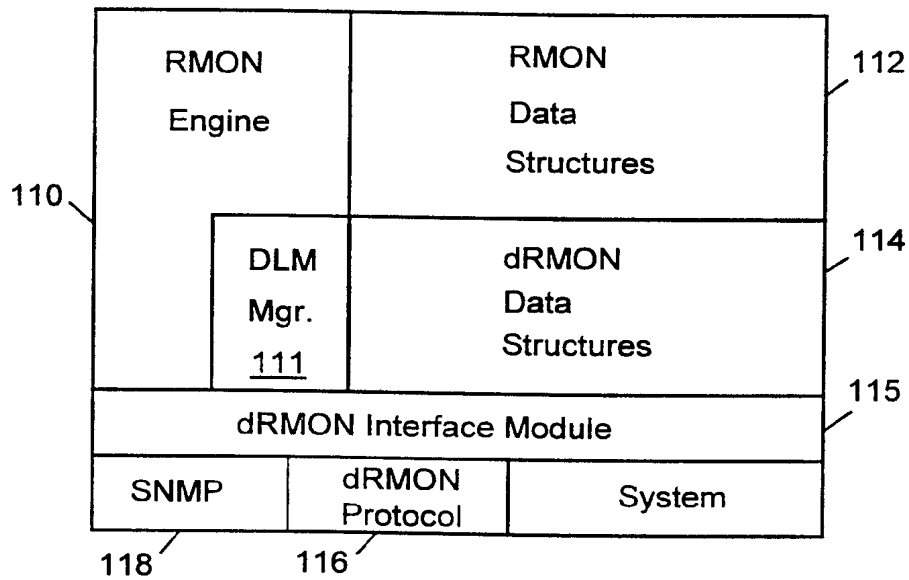 RMON
Engine
RMON
Data
Structures
112
110
DLM
Mgr.
111
dRMON
Data
Structures
114
115
dRMON Interface Module
SNMP
dRMON
Protocol
System
118
116